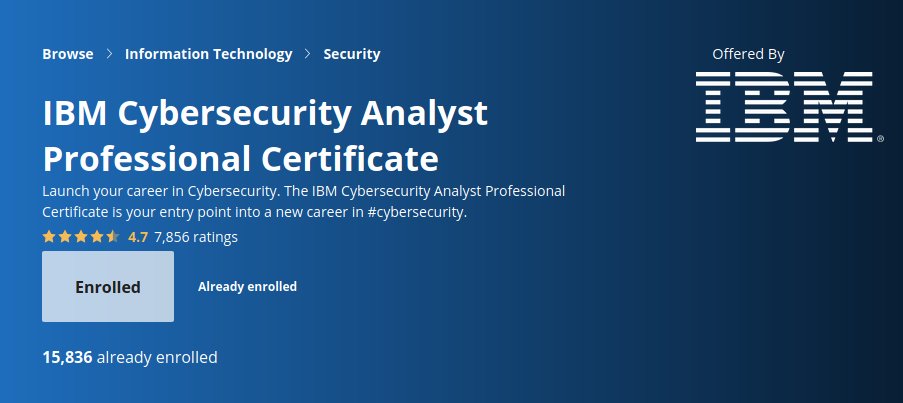 Browse > Information Technology > Security
Offered By
IBM®
IBM Cybersecurity Analyst
Professional Certificate
Launch your career in Cybersecurity. The IBM Cybersecurity Analyst Professional
Certificate is your entry point into a new career in #cybersecurity.
4.7 7,856 ratings
Enrolled
Already enrolled
15,836 already enrolled